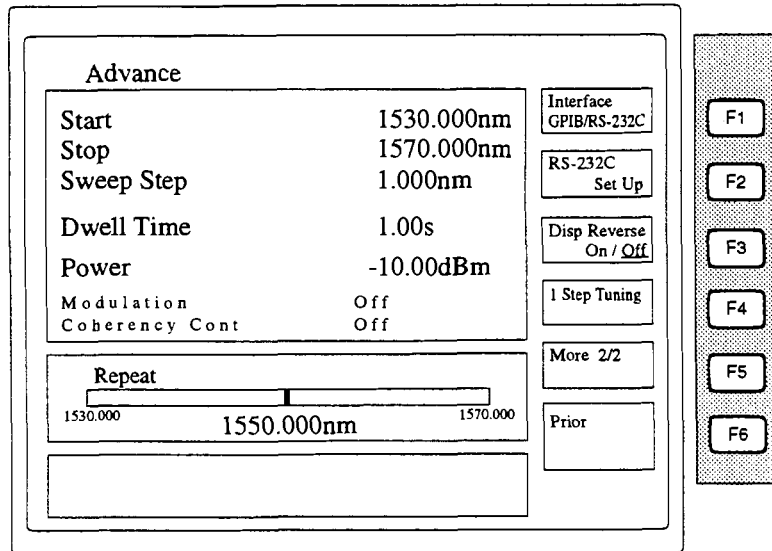 Advance
Start 1530.000nm
Stop 1570.000nm
Sweep Step 1.000nm
Dwell Time 1.00s
Power -10.00dBm
Modulation Off
Coherency Cont Off
Repeat
1530.000 1550.000nm 1570.000
Interface
GPIB/RS-232C
RS-232C
Set Up
Disp Reverse
On / Off
1 Step Tuning
More 2/2
Prior
F1
F2
F3
F4
F5
F6